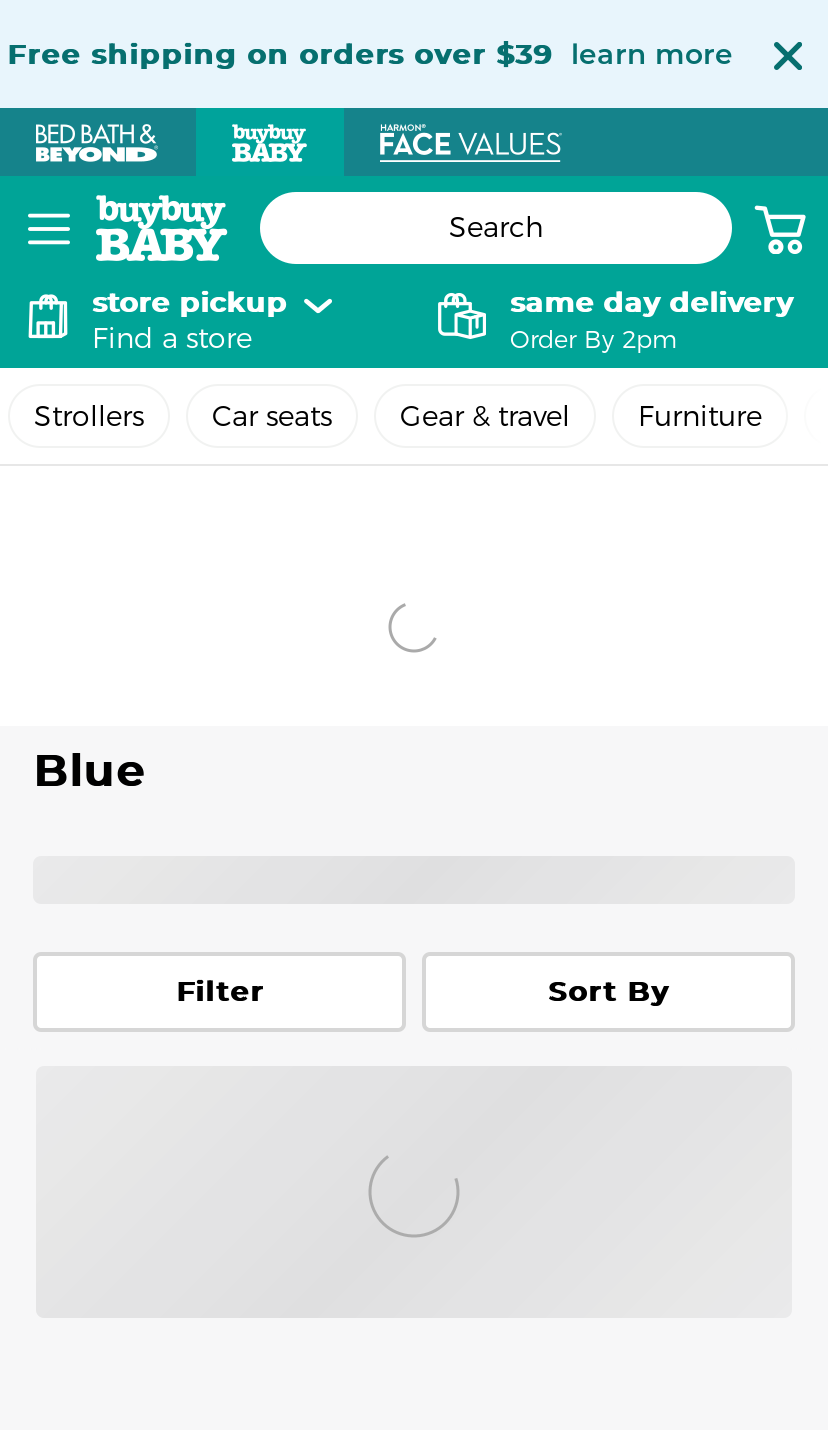 Free shipping on orders over $39 learn more
BED BATH &
BEYOND®
buybuy
BABY
HARMON®
FACE VALUES
buybuy
BABY
Search
store pickup
Find a store
same day delivery
Order By 2pm
Strollers
Car seats
Gear & travel
Furniture
Blue
Filter
Sort By